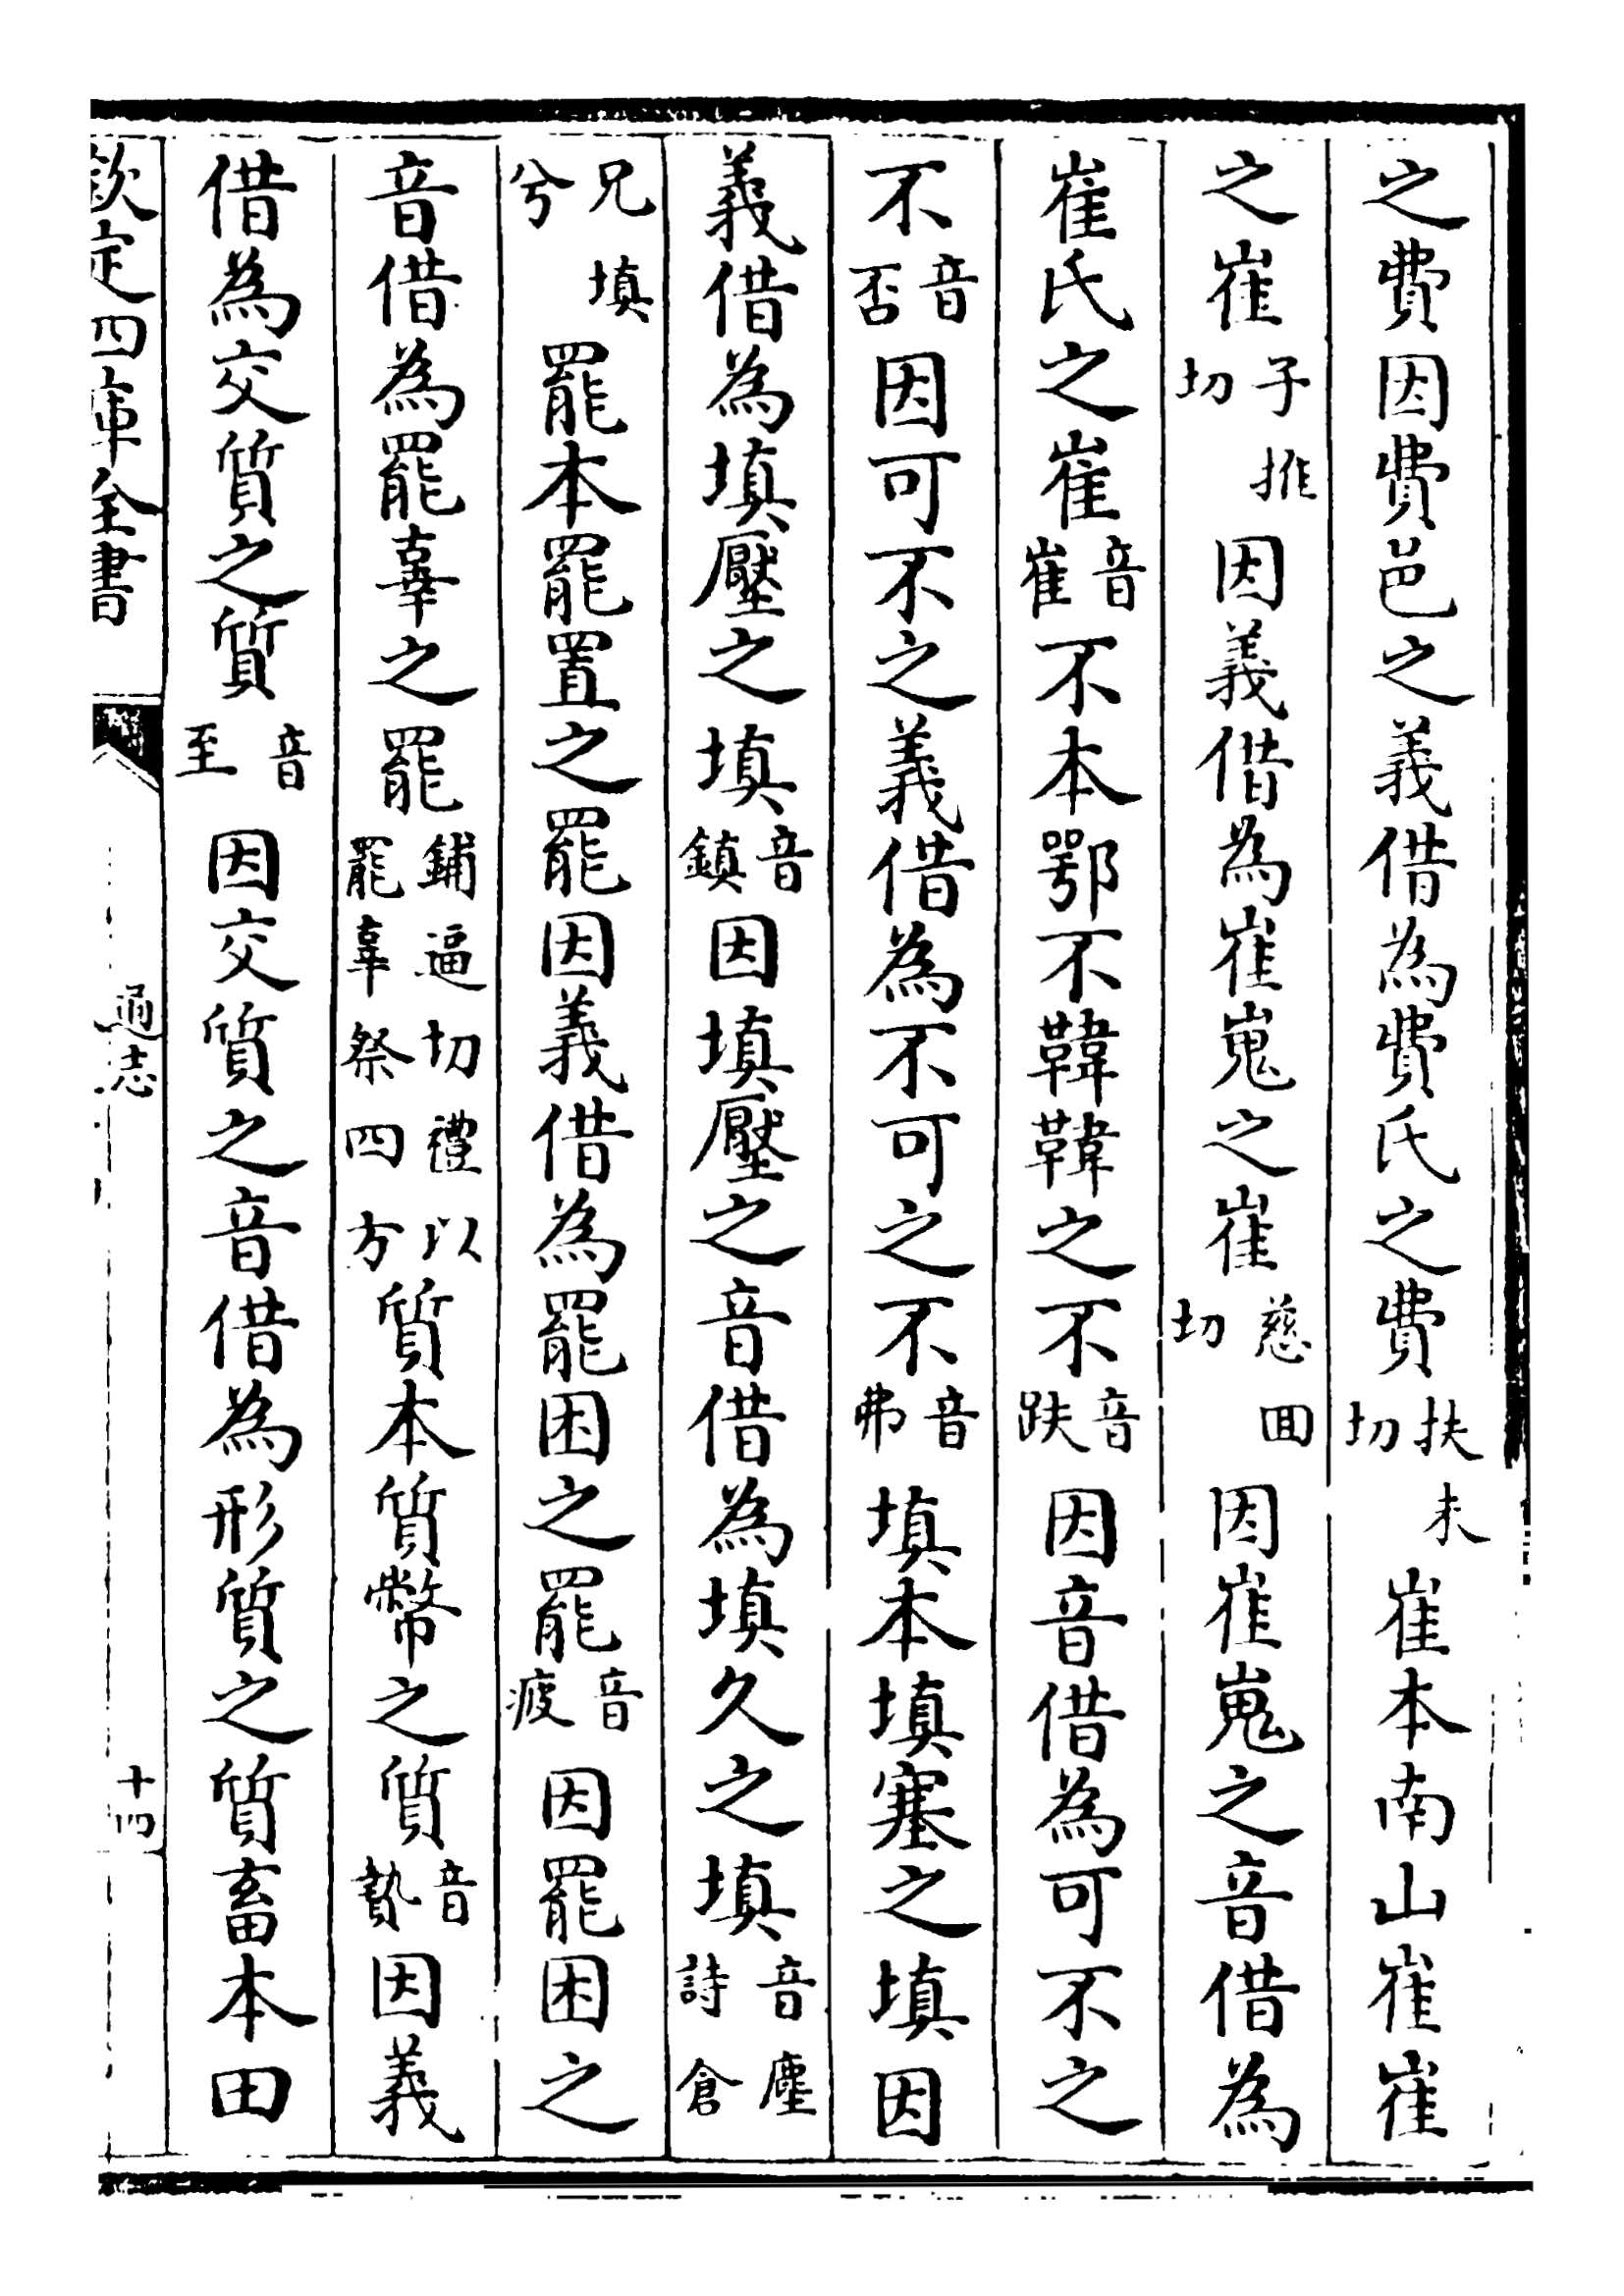 之費因費邑之義借為費氏之費扶未切崔本南山崔崔
之崔子推切因義借為崔嵬之崔慈囬切因崔嵬之音借為
崔氏之崔音崔不本鄂不韡韡之不音趺因音借為可不之
不音否因可不之義借為不可之不音弗填本填塞之填因
義借為填壓之填音鎮因填壓之音借為填久之填音塵詩倉
兄填兮罷本罷置之罷因義借為罷困之罷音疲因罷困之
音借為罷辜之罷鋪逼切禮以罷辜祭四方質本質幣之質音贄因義
借為交質之質音至因交質之音借為形質之質畜本田
欽定四庫全書
通志
十四